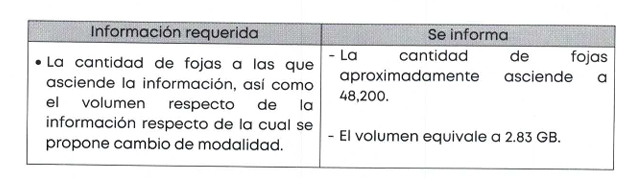 Información requerida
Se informa
• La cantidad de fojas a las que
asciende la información, así como
el volumen respecto de la
información respecto de la cual se
propone cambio de modalidad.
- La cantidad de fojas
aproximadamente asciende a
48,200.
- El volumen equivale a 2.83 GB.